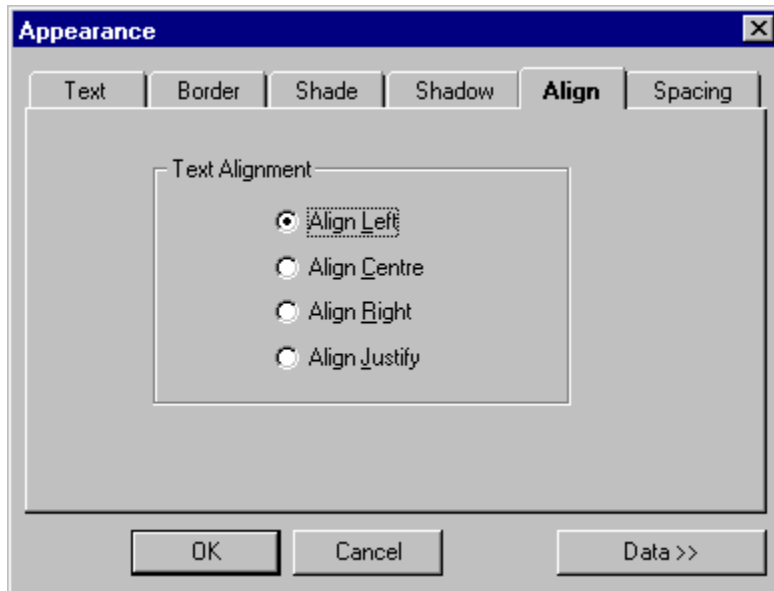 Appearance
Text Border Shade Shadow Align Spacing
Text Alignment
Align Left
Align Centre
Align Right
Align Justify
OK Cancel Data >>